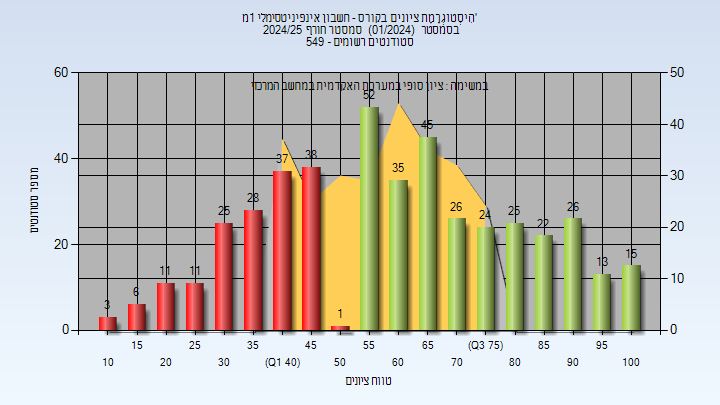 היסטוגרמת ציונים בקורס - חשבון אינפיניטסימלי 1מ'
בסמסטר (01/2024) סמסטר חורף 2024/25
סטודנטים רשומים - 549
במשימה : ציון סופי במערכת האקדמית במחשב המרכזי
60 50
52
45 40
40 38 37 35 30
28 25 26 24 25 22 26
20 20
11 11 13 15 10
3 6 1
0 0
15 25 35 45 55 65 (Q3 75) 85 95
10 20 30 (Q1 40) 50 60 70 80 90 100
טווח ציונים
מספר סטודנטים